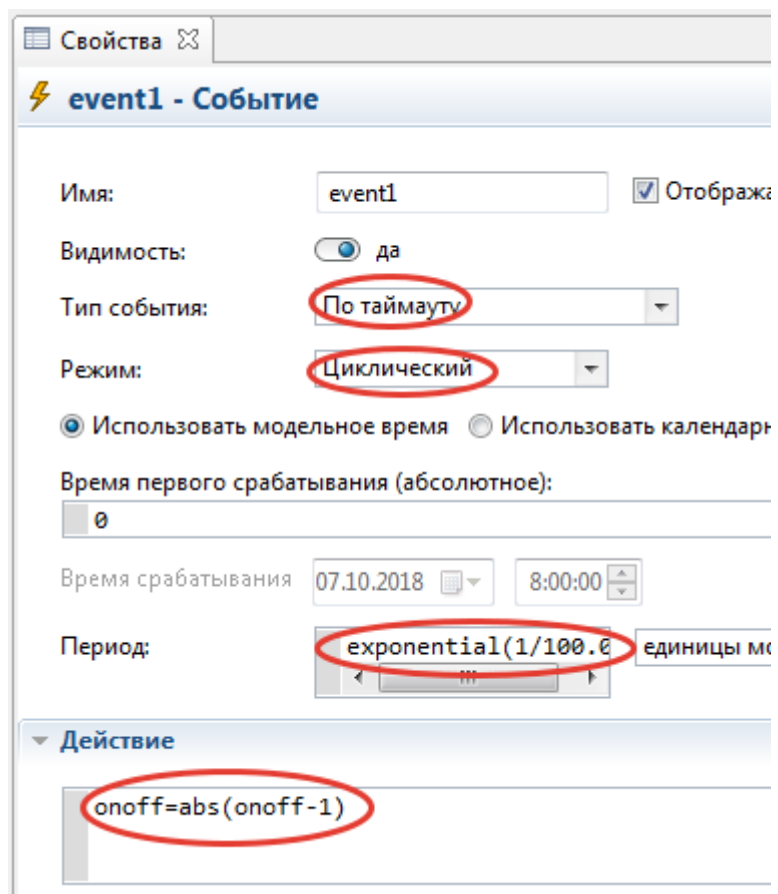 Свойства
event1 - Событие
Имя: event1 Отобража
Видимость: да
Тип события: По таймауту
Режим: Циклический
Использовать модельное время Использовать календарн
Время первого срабатывания (абсолютное):
0
Время срабатывания 07.10.2018 8:00:00
Период: exponential(1/100.0 единицы мо
Действие
onoff=abs(onoff-1)